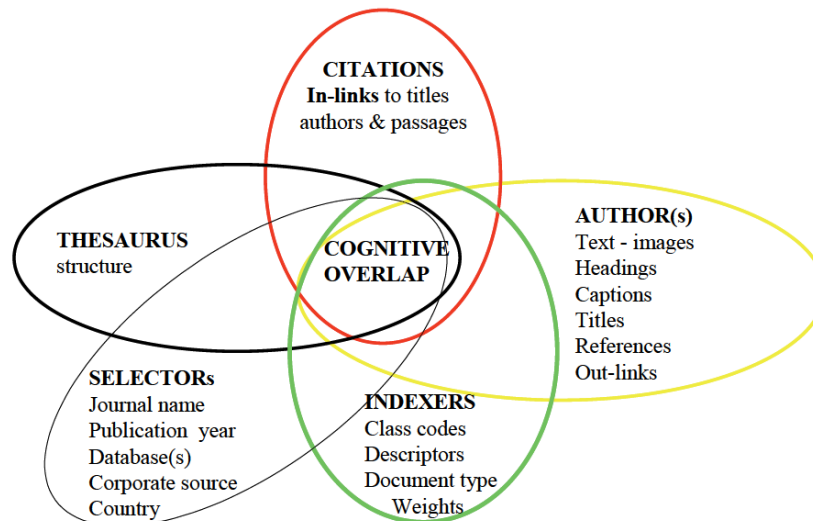 CITATIONS
In-links to titles
authors & passages
THESAURUS
structure
COGNITIVE
OVERLAP
AUTHOR(s)
Text - images
Headings
Captions
Titles
References
Out-links
SELECTORs
Journal name
Publication year
Database(s)
Corporate source
Country
INDEXERS
Class codes
Descriptors
Document type
Weights